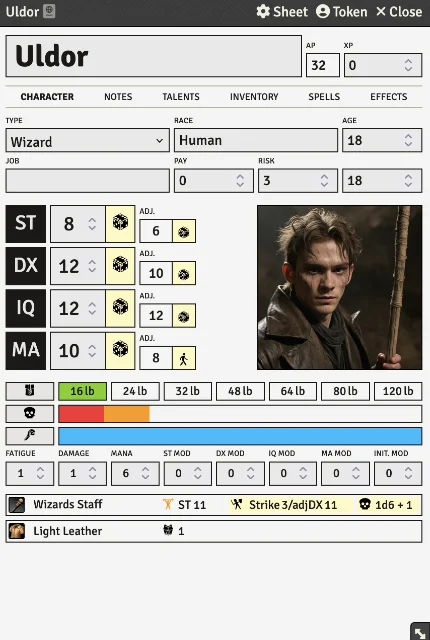 Uldor Sheet Token Close
Uldor
AP
32
XP
0
CHARACTER NOTES TALENTS INVENTORY SPELLS EFFECTS
TYPE RACE AGE
Wizard Human 18
JOB PAY RISK
0 3 18
ST 8 ADJ. 6
DX 12 ADJ. 10
IQ 12 ADJ. 12
MA 10 ADJ. 8
16 lb 24 lb 32 lb 48 lb 64 lb 80 lb 120 lb
FATIGUE DAMAGE MANA ST MOD DX MOD IQ MOD MA MOD INIT. MOD
1 1 6 0 0 0 0 0
Wizards Staff ST 11 Strike 3/adjDX 11 1d6 + 1
Light Leather 1